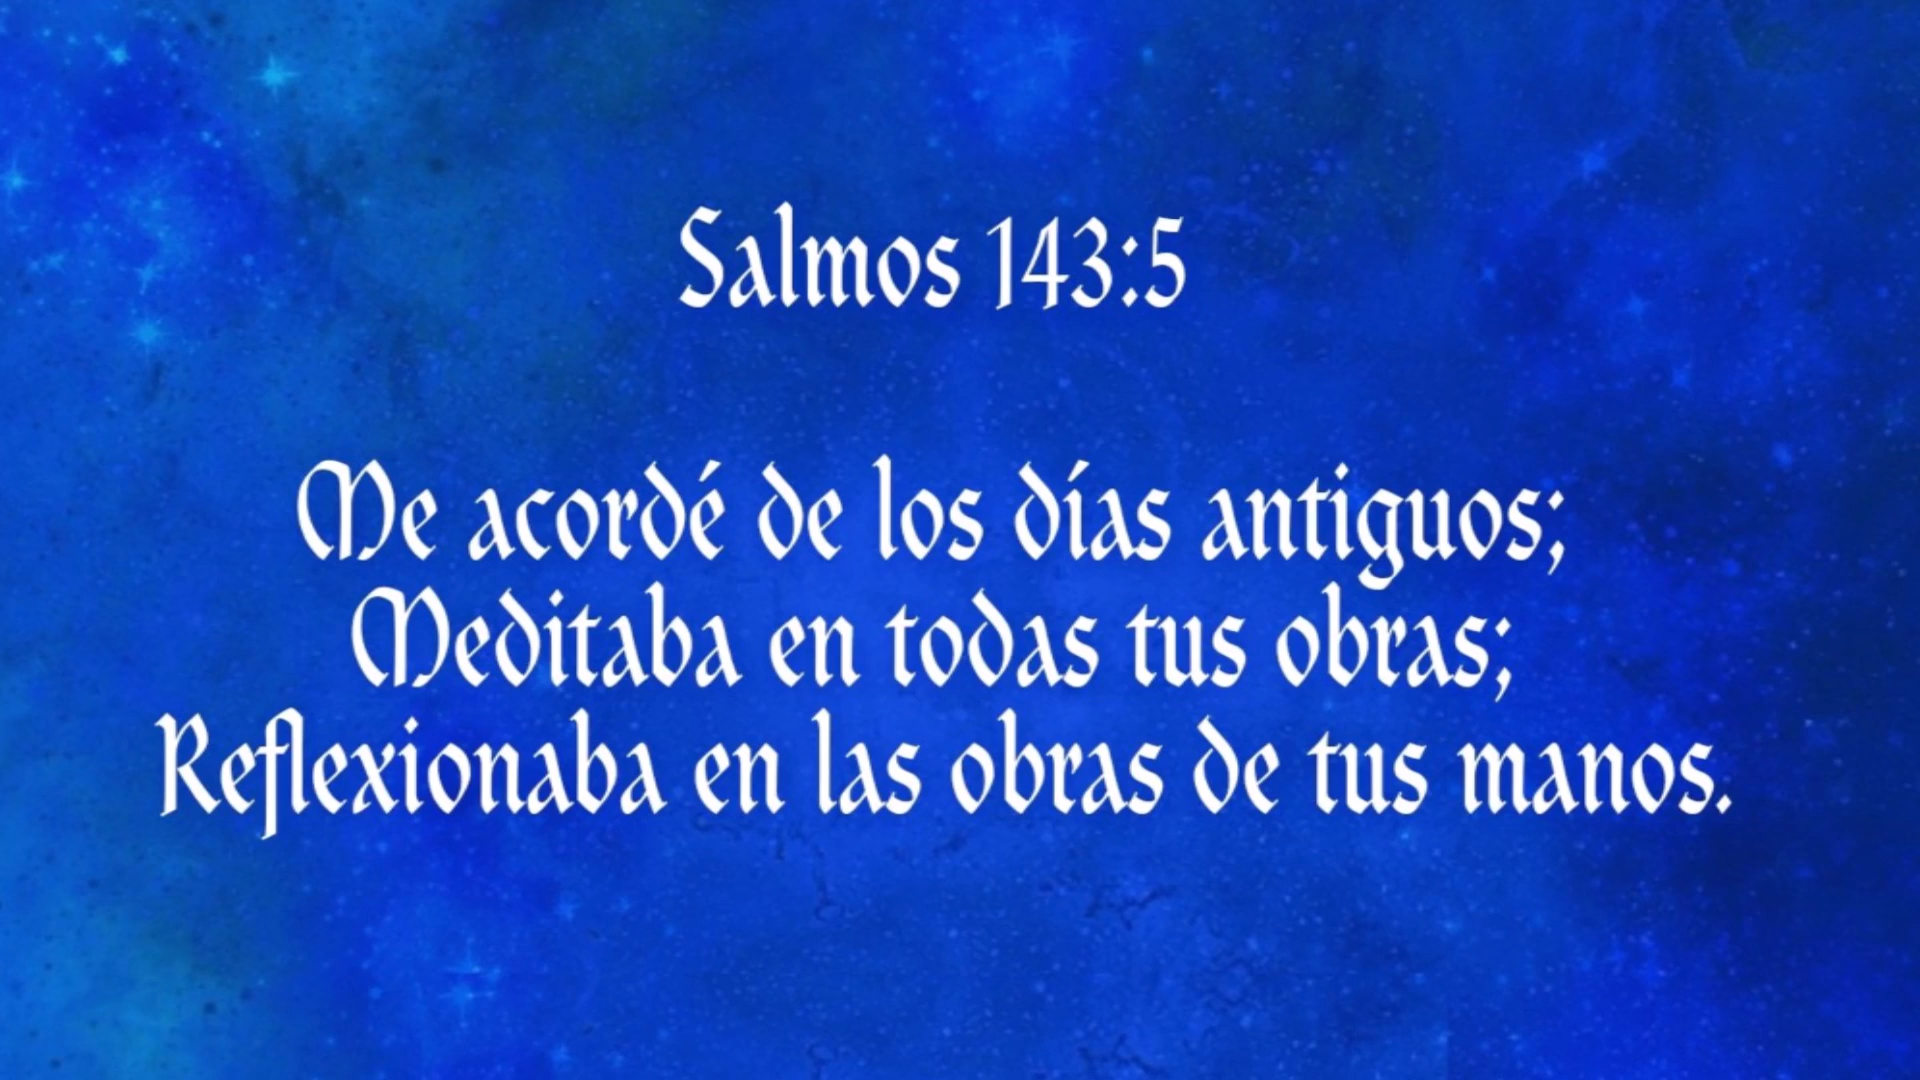 Salmos 143:5
Me acordé de los días antiguos;
Meditaba en todas tus obras;
Reflexionaba en las obras de tus manos.